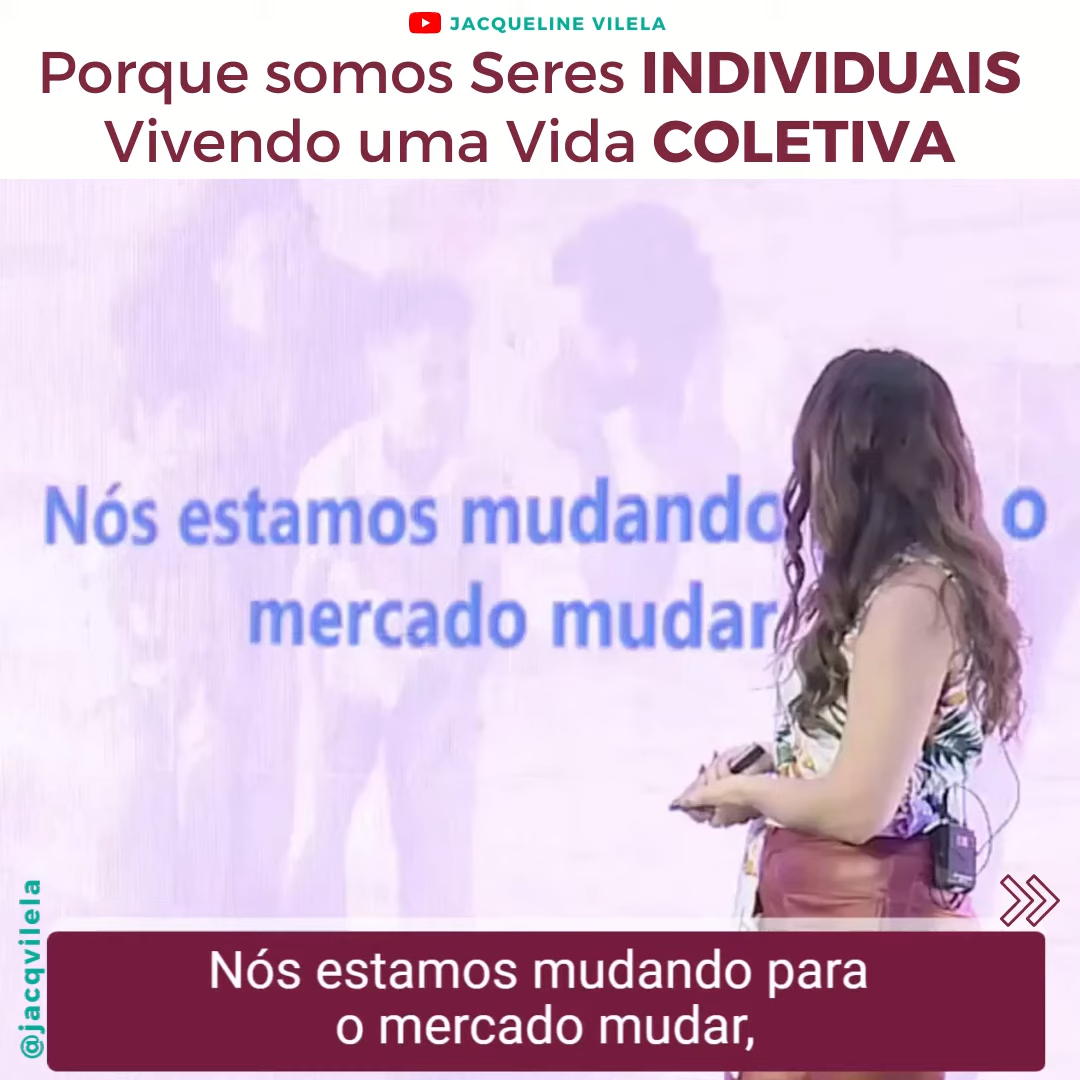 JACQUELINE VILELA
Porque somos Seres INDIVIDUAIS
Vivendo uma Vida COLETIVA
Nós estamos mudando o
mercado mudar
@jacqvilela
Nós estamos mudando para
o mercado mudar,